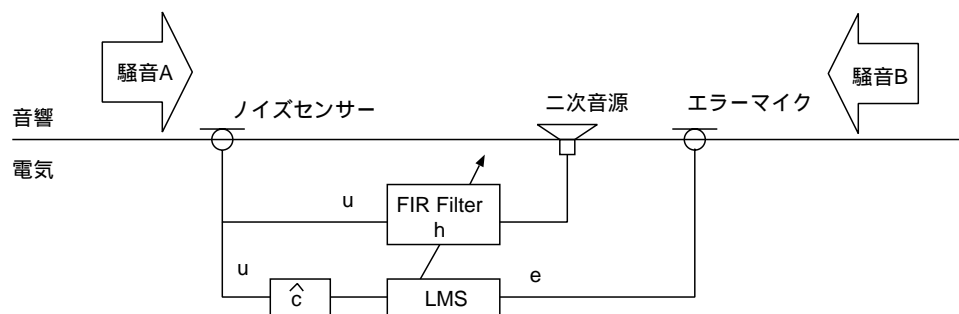 騒音A
騒音B
音響
ノイズセンサー
二次音源
エラーマイク
電気
u
FIR Filter
h
u
e
ĉ
LMS